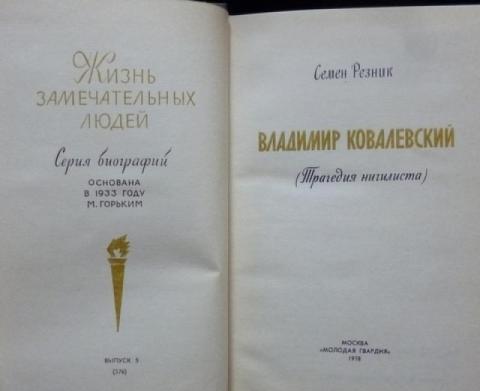 Жизнь
ЗАМЕЧАТЕЛЬНЫХ
ЛЮДЕЙ
Серия биографий
ОСНОВАНА
В 1933 ГОДУ
М. ГОРЬКИМ
ВЫПУСК 5
(576)
Семен Резник
ВЛАДИМИР КОВАЛЕВСКИЙ
(Трагедия нигилиста)
МОСКВА
«МОЛОДАЯ ГВАРДИЯ»
1978